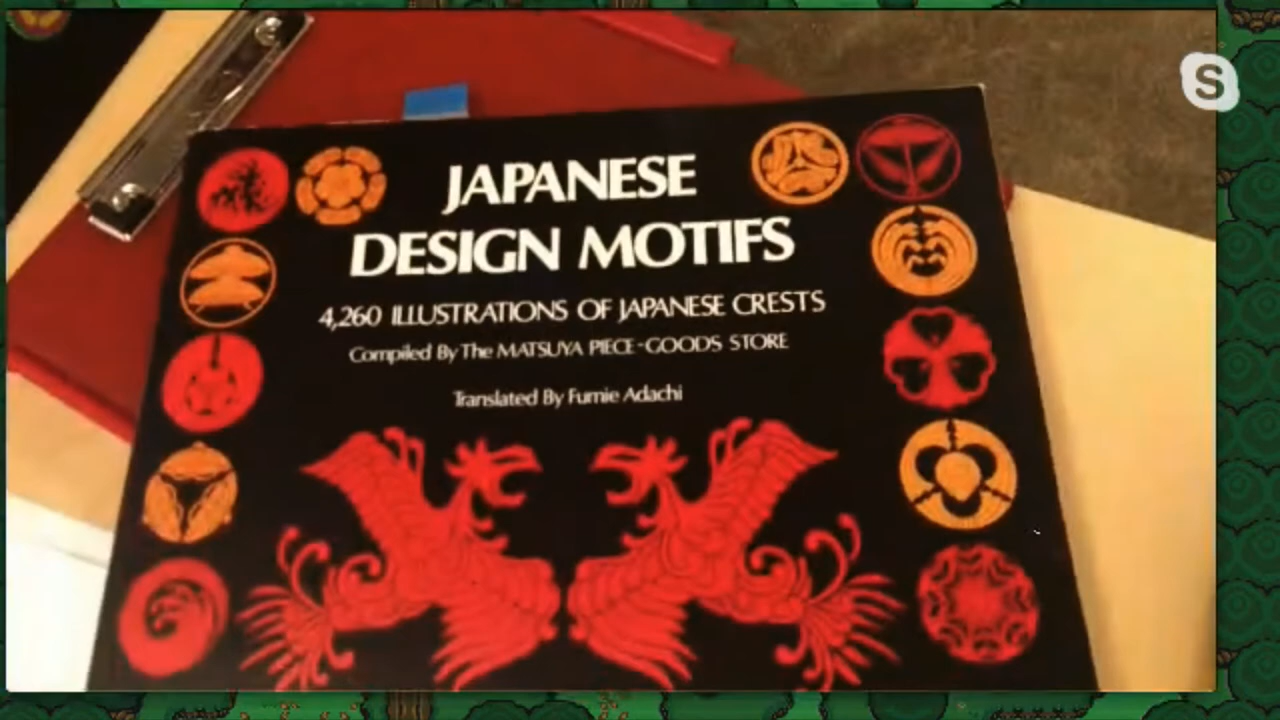 JAPANESE
DESIGN MOTIFS
4,260 ILLUSTRATIONS OF JAPANESE CRESTS
Compiled By The MATSUYA PIECE-GOODS STORE
Translated By Fumie Adachi
S